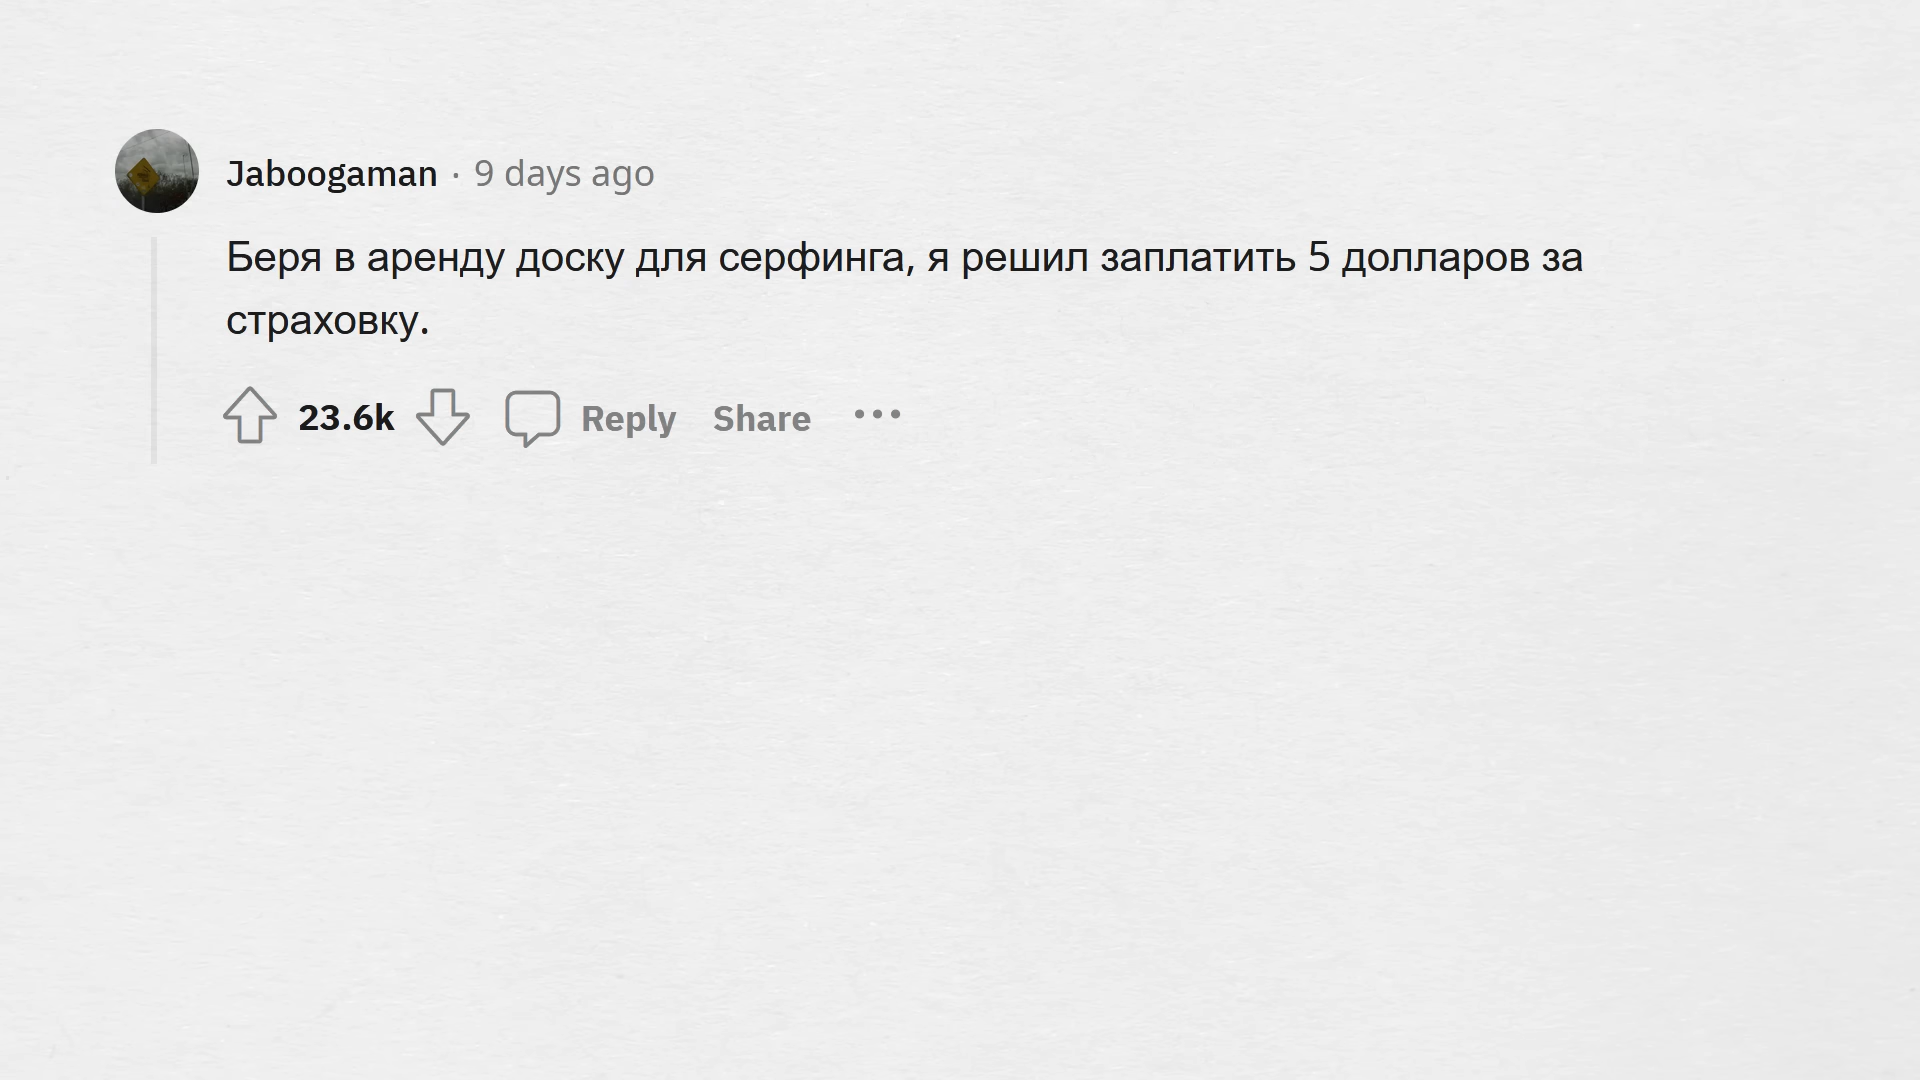 Jaboogaman · 9 days ago
Беря в аренду доску для серфинга, я решил заплатить 5 долларов за
страховку.
23.6k Reply Share